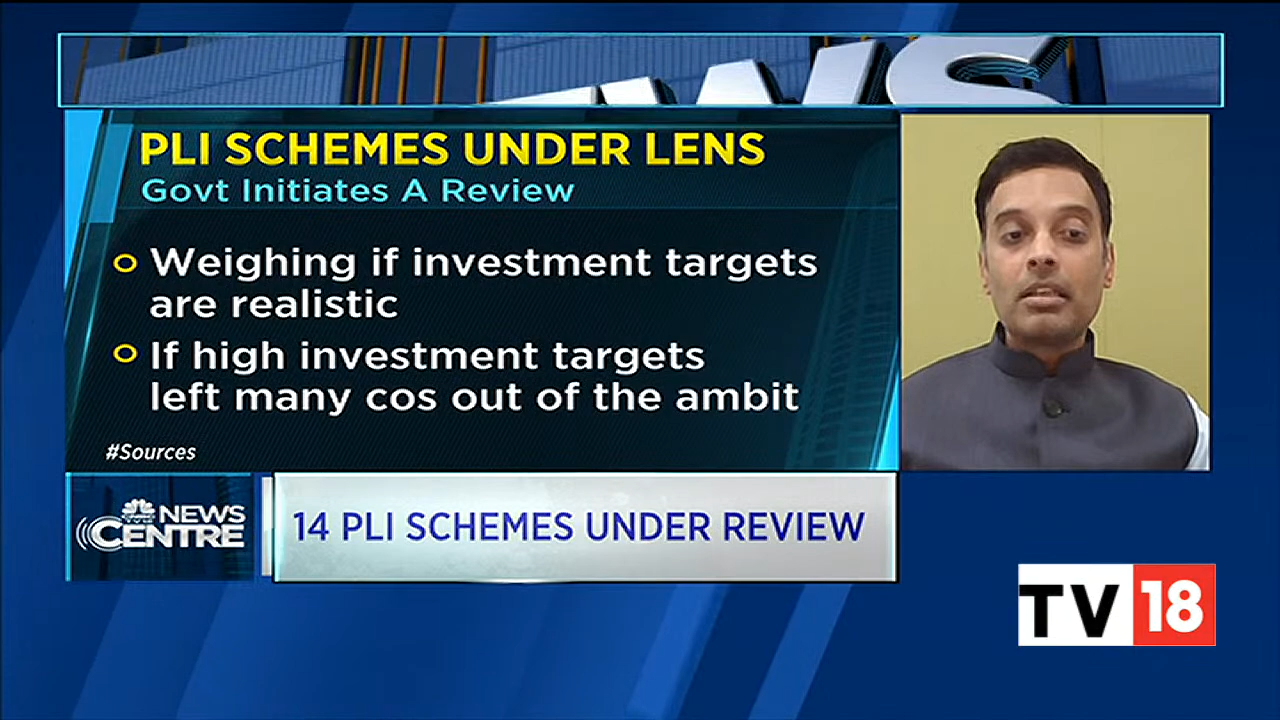 NEWS
PLI SCHEMES UNDER LENS
Govt Initiates A Review
Weighing if investment targets
are realistic
If high investment targets
left many cos out of the ambit
#Sources
NEWS
CENTRE
14 PLI SCHEMES UNDER REVIEW
TV18